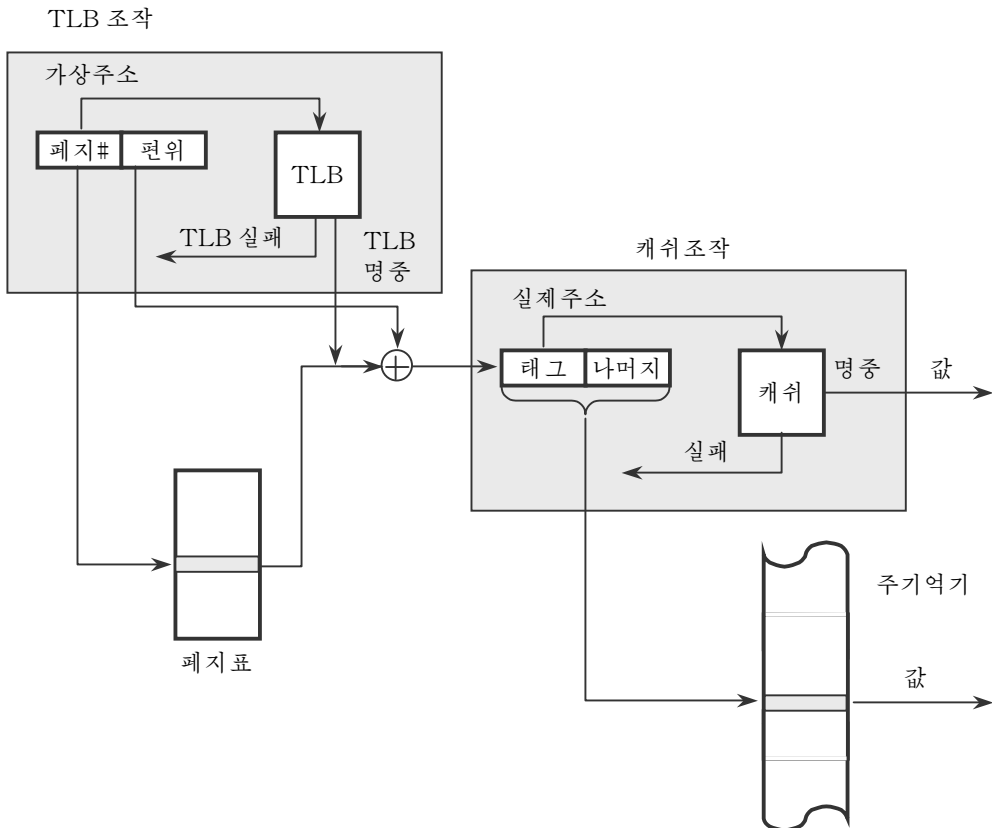 TLB 조작
가상주소
페지# 편위
TLB
TLB 실패
TLB
명중
캐쉬조작
실제주소
태그 나머지
캐쉬
명중
값
실패
페지표
주기억기
값